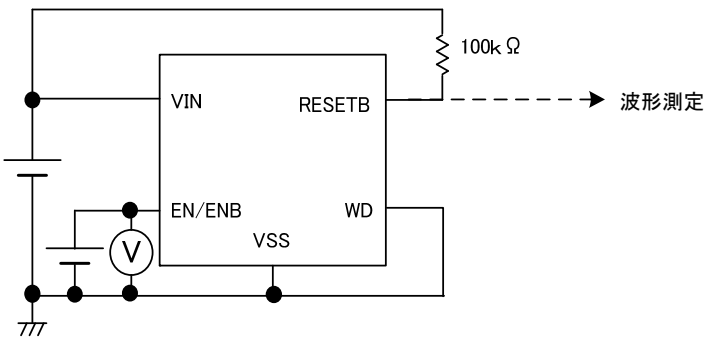 100kΩ
VIN
RESETB
波形測定
EN/ENB
WD
V
VSS